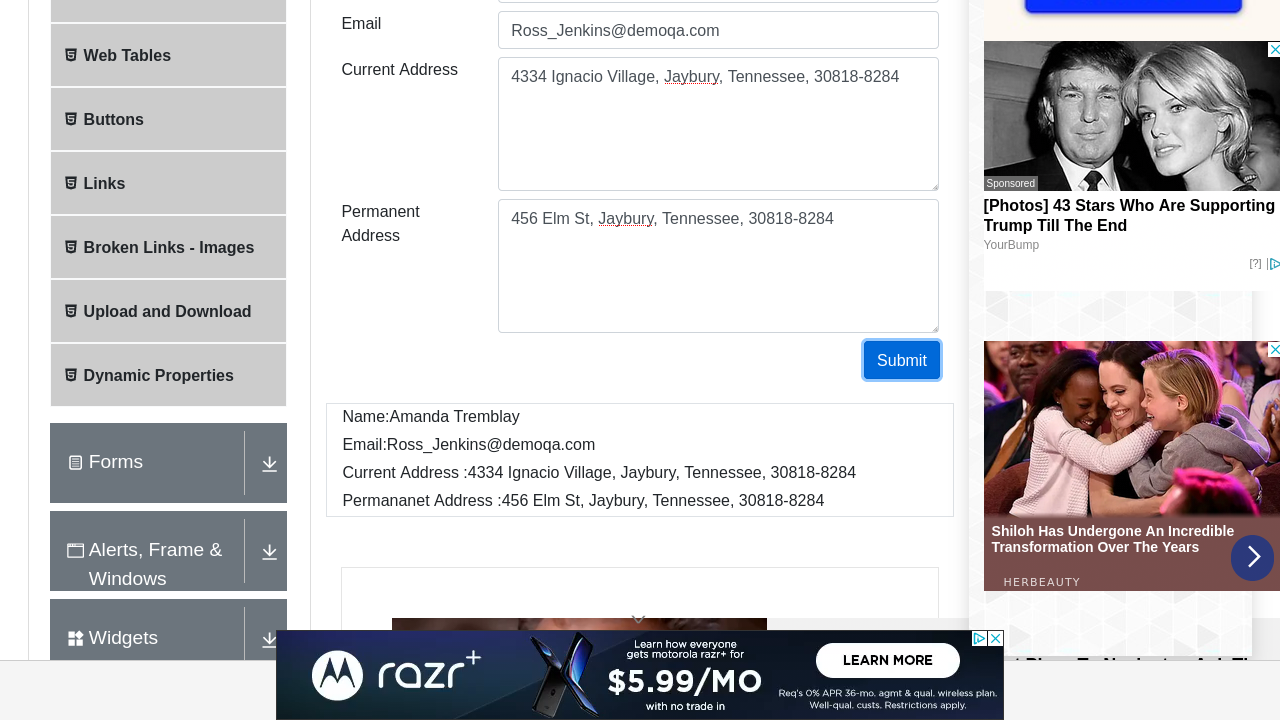 Web Tables
Buttons
Links
Broken Links - Images
Upload and Download
Dynamic Properties
Forms
Alerts, Frame &
Windows
Widgets
Email
Ross_Jenkins@demoqa.com
Current Address
4334 Ignacio Village, Jaybury, Tennessee, 30818-8284
Permanent
Address
456 Elm St, Jaybury, Tennessee, 30818-8284
Submit
Name:Amanda Tremblay
Email:Ross_Jenkins@demoqa.com
Current Address :4334 Ignacio Village, Jaybury, Tennessee, 30818-8284
Permananet Address :456 Elm St, Jaybury, Tennessee, 30818-8284
Sponsored
[Photos] 43 Stars Who Are Supporting
Trump Till The End
YourBump
[?]
Shiloh Has Undergone An Incredible
Transformation Over The Years
HERBEAUTY
razr+
Learn how everyone
gets motorola razr+ for
$5.99/MO
with no trade in
LEARN MORE
Req's 0% APR 36-mo. agmt & qual. wireless plan.
Well-qual. custs. Restrictions apply.